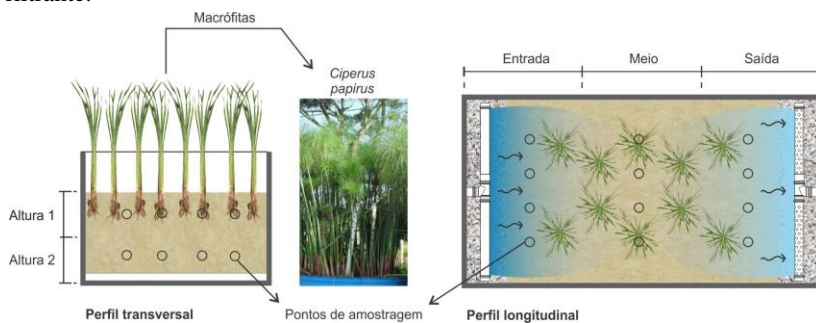 Macrófitas
Ciperus
papirus
Entrada
Meio
Saída
Altura 1
Altura 2
Perfil transversal
Pontos de amostragem
Perfil longitudinal